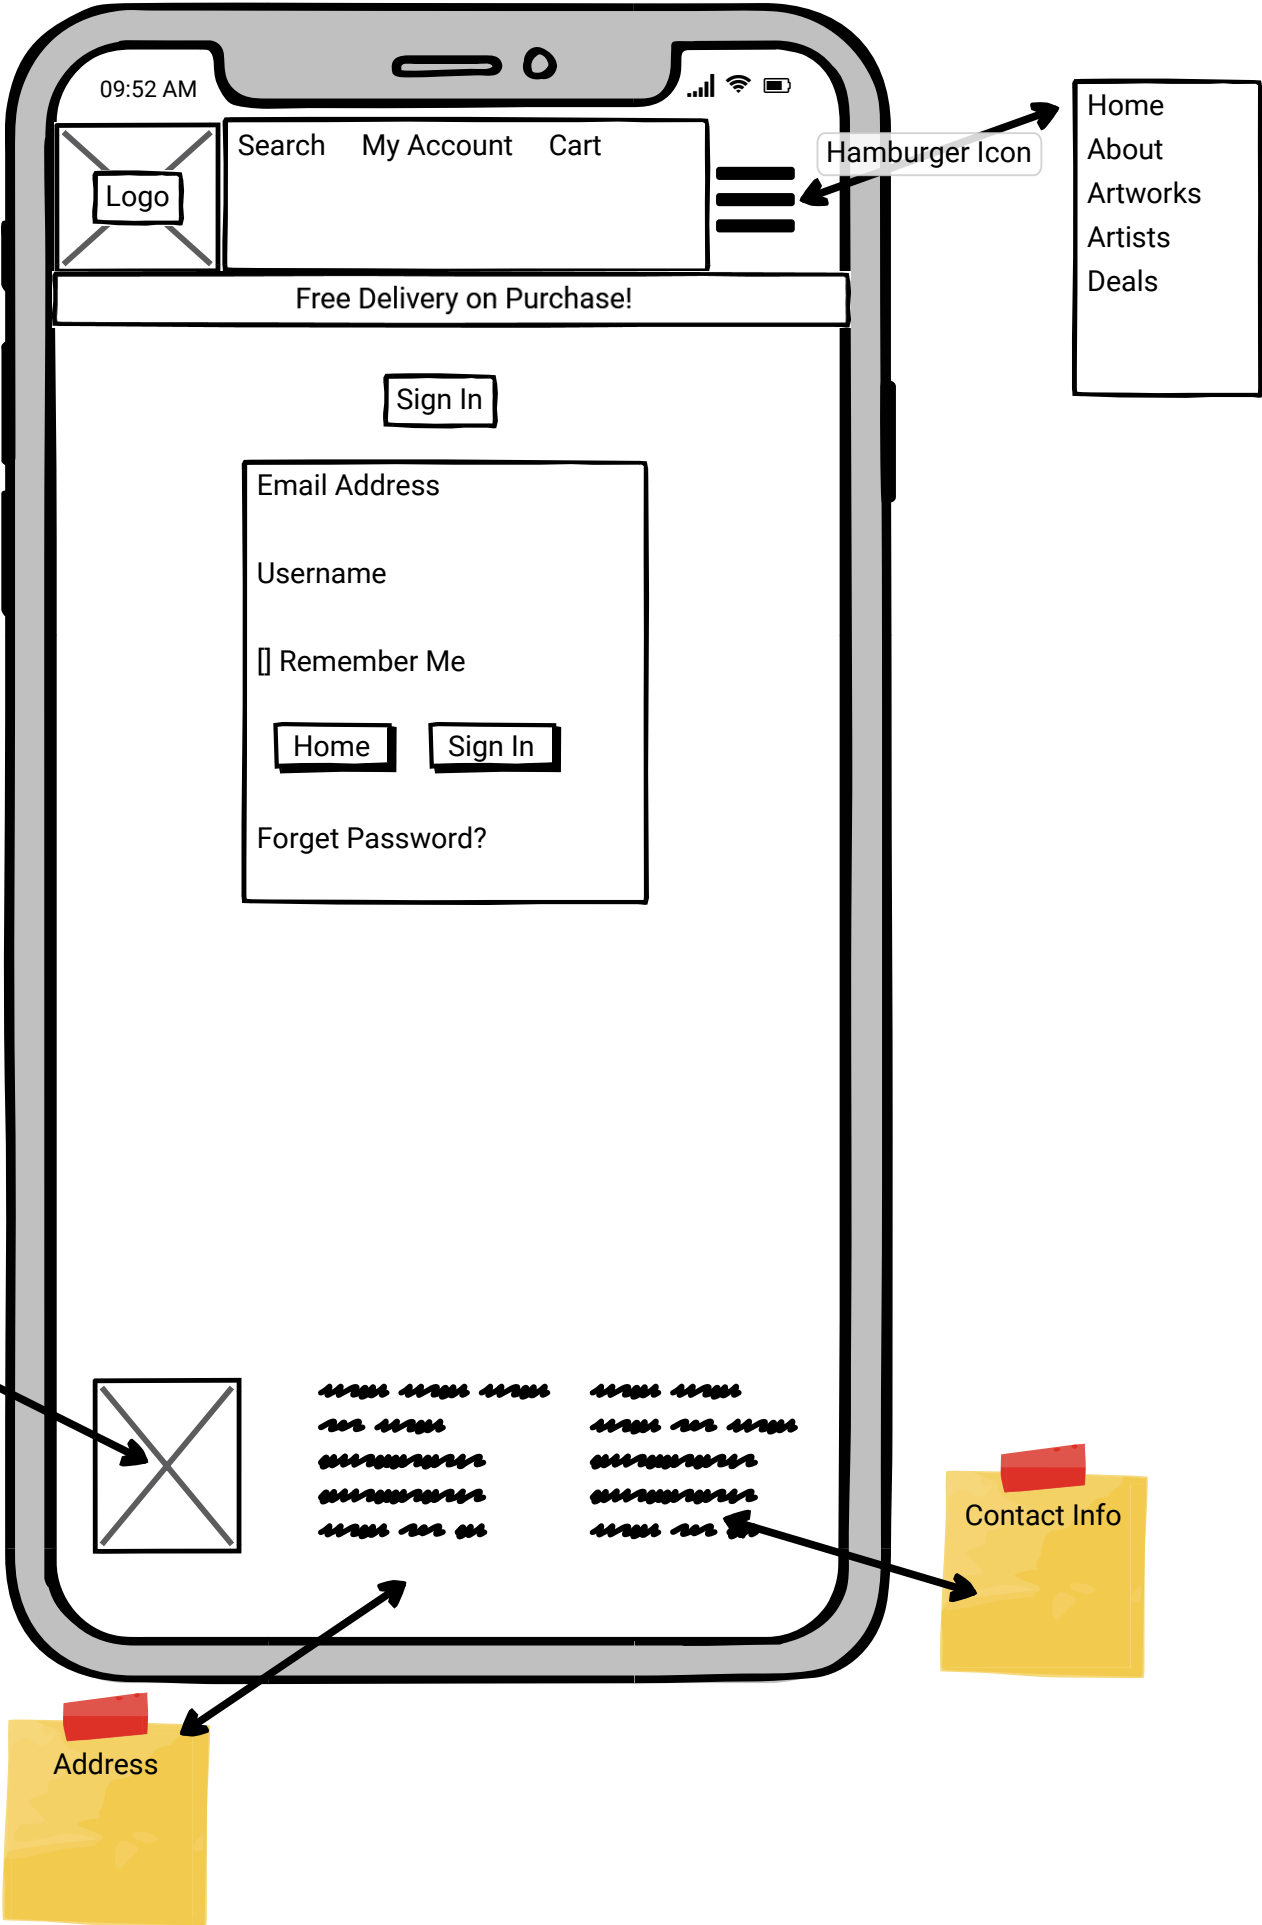 09:52 AM
Logo
Search My Account Cart
Hamburger Icon
Home
About
Artworks
Artists
Deals
Free Delivery on Purchase!
Sign In
Email Address
Username
[] Remember Me
Home Sign In
Forget Password?
Contact Info
Address